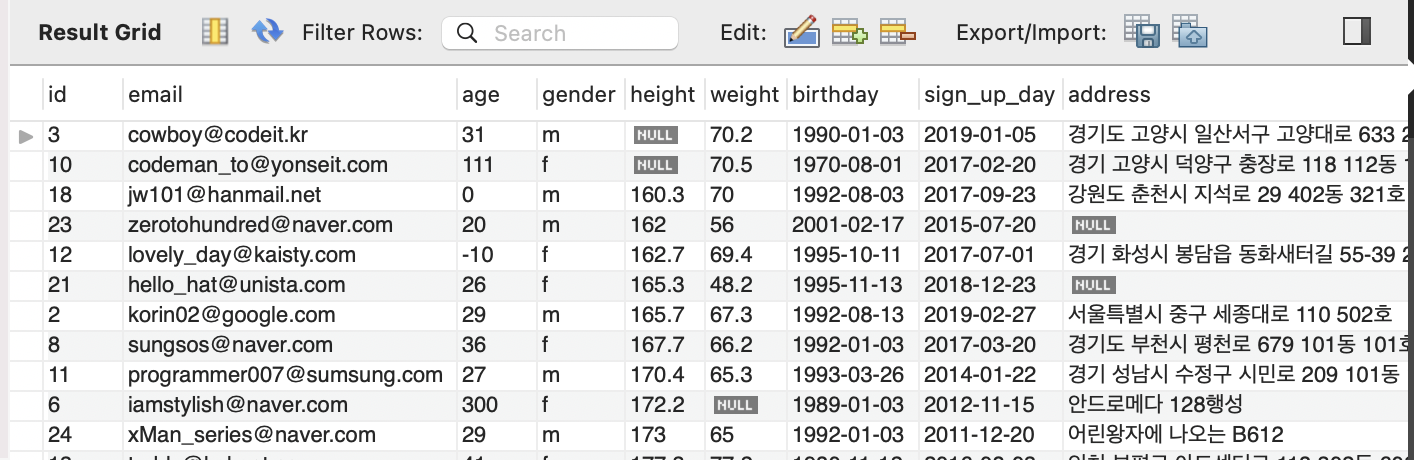 Result Grid Filter Rows: Search Edit: Export/Import:
id email age gender height weight birthday sign_up_day address
3 cowboy@codeit.kr 31 m NULL 70.2 1990-01-03 2019-01-05 경기도 고양시 일산서구 고양대로 633
10 codeman_to@yonseit.com 111 f NULL 70.5 1970-08-01 2017-02-20 경기 고양시 덕양구 충장로 118 112동
18 jw101@hanmail.net 0 m 160.3 70 1992-08-03 2017-09-23 강원도 춘천시 지석로 29 402동 321호
23 zerotohundred@naver.com 20 m 162 56 2001-02-17 2015-07-20 NULL
12 lovely_day@kaisty.com -10 f 162.7 69.4 1995-10-11 2017-07-01 경기 화성시 봉담읍 동화새터길 55-39
21 hello_hat@unista.com 26 f 165.3 48.2 1995-11-13 2018-12-23 NULL
2 korin02@google.com 29 m 165.7 67.3 1992-08-13 2019-02-27 서울특별시 중구 세종대로 110 502호
8 sungsos@naver.com 36 f 167.7 66.2 1992-01-03 2017-03-20 경기도 부천시 평천로 679 101동 101호
11 programmer007@sumsung.com 27 m 170.4 65.3 1993-03-26 2014-01-22 경기 성남시 수정구 시민로 209 101동
6 iamstylish@naver.com 300 f 172.2 NULL 1989-01-03 2012-11-15 안드로메다 128행성
24 xMan_series@naver.com 29 m 173 65 1992-01-03 2011-12-20 어린왕자에 나오는 B612